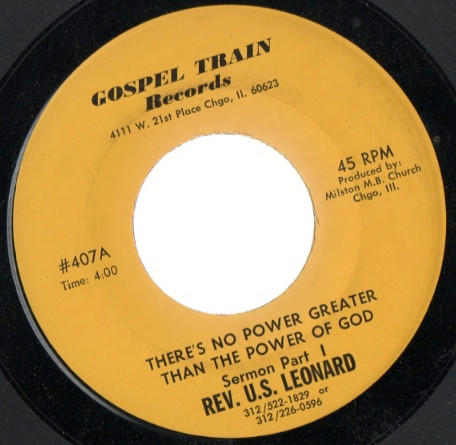 GOSPEL TRAIN
Records
4111 W. 21st Place Chgo, Il. 60623
45 RPM
Produced by:
Milston M.B. Church
Chgo, Ill.
#407A
Time: 4:00
THERE'S NO POWER GREATER
THAN THE POWER OF GOD
Sermon Part I
REV. U.S. LEONARD
312/522-1829 or
312/226-0596